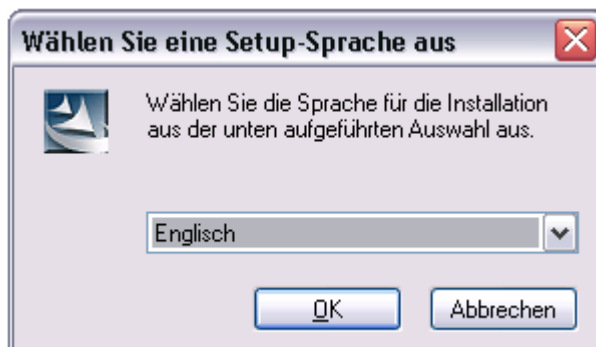 Wählen Sie eine Setup-Sprache aus
Wählen Sie die Sprache für die Installation
aus der unten aufgeführten Auswahl aus.
Englisch
OK
Abbrechen